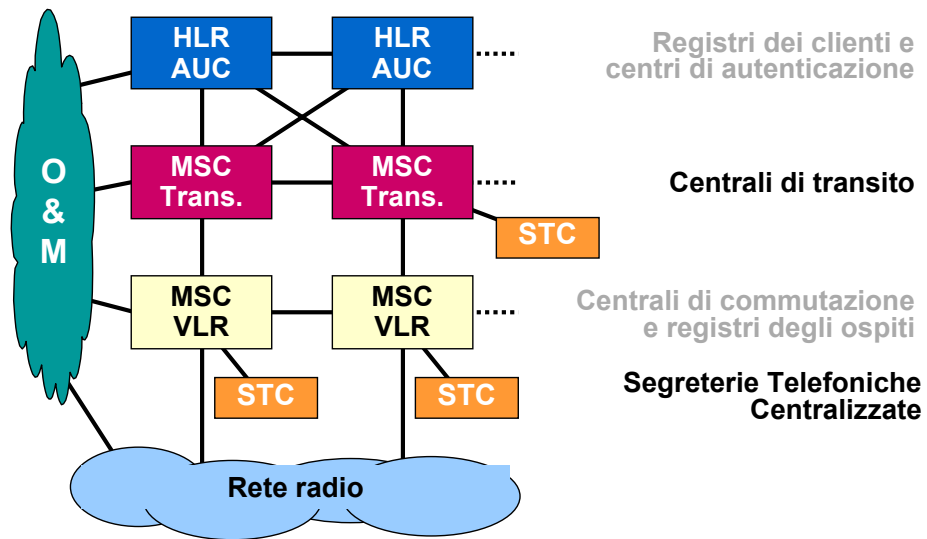 HLR
AUC
HLR
AUC
Registri dei clienti e
centri di autenticazione
O
&
M
MSC
Trans.
MSC
Trans.
Centrali di transito
STC
MSC
VLR
MSC
VLR
Centrali di commutazione
e registri degli ospiti
STC
STC
Segreterie Telefoniche
Centralizzate
Rete radio